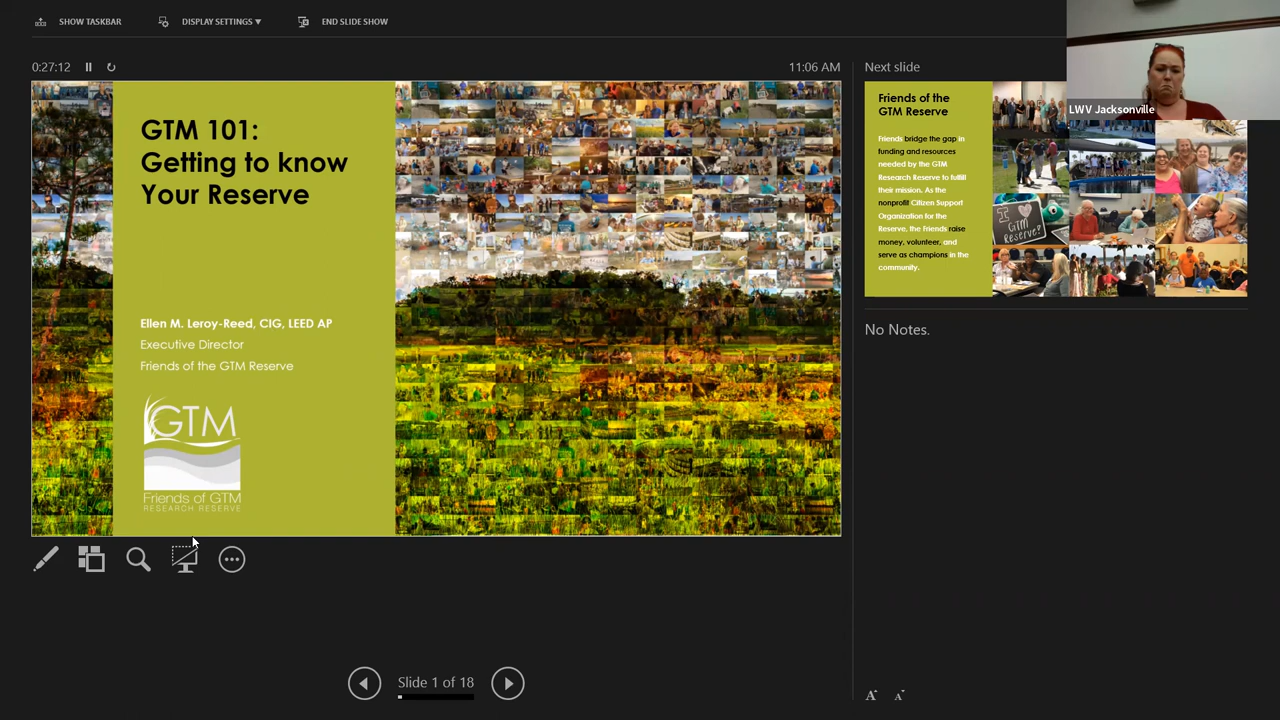 SHOW TASKBAR
DISPLAY SETTINGS ▼
END SLIDE SHOW
0:27:12
11:06 AM
Next slide
LWV Jacksonville
GTM 101:
Getting to know
Your Reserve
Ellen M. Leroy-Reed, CIG, LEED AP
Executive Director
Friends of the GTM Reserve
GTM
Friends of GTM
RESEARCH RESERVE
Friends of the
GTM Reserve
Friends bridge the gap in
funding and resources
needed by the GTM
Research Reserve to fulfill
their mission. As the
nonprofit Citizen Support
Organization for the
Reserve, the Friends raise
money, volunteer, and
serve as champions in the
community.
I ♥
GTM
Reserve!
No Notes.
Slide 1 of 18
A A